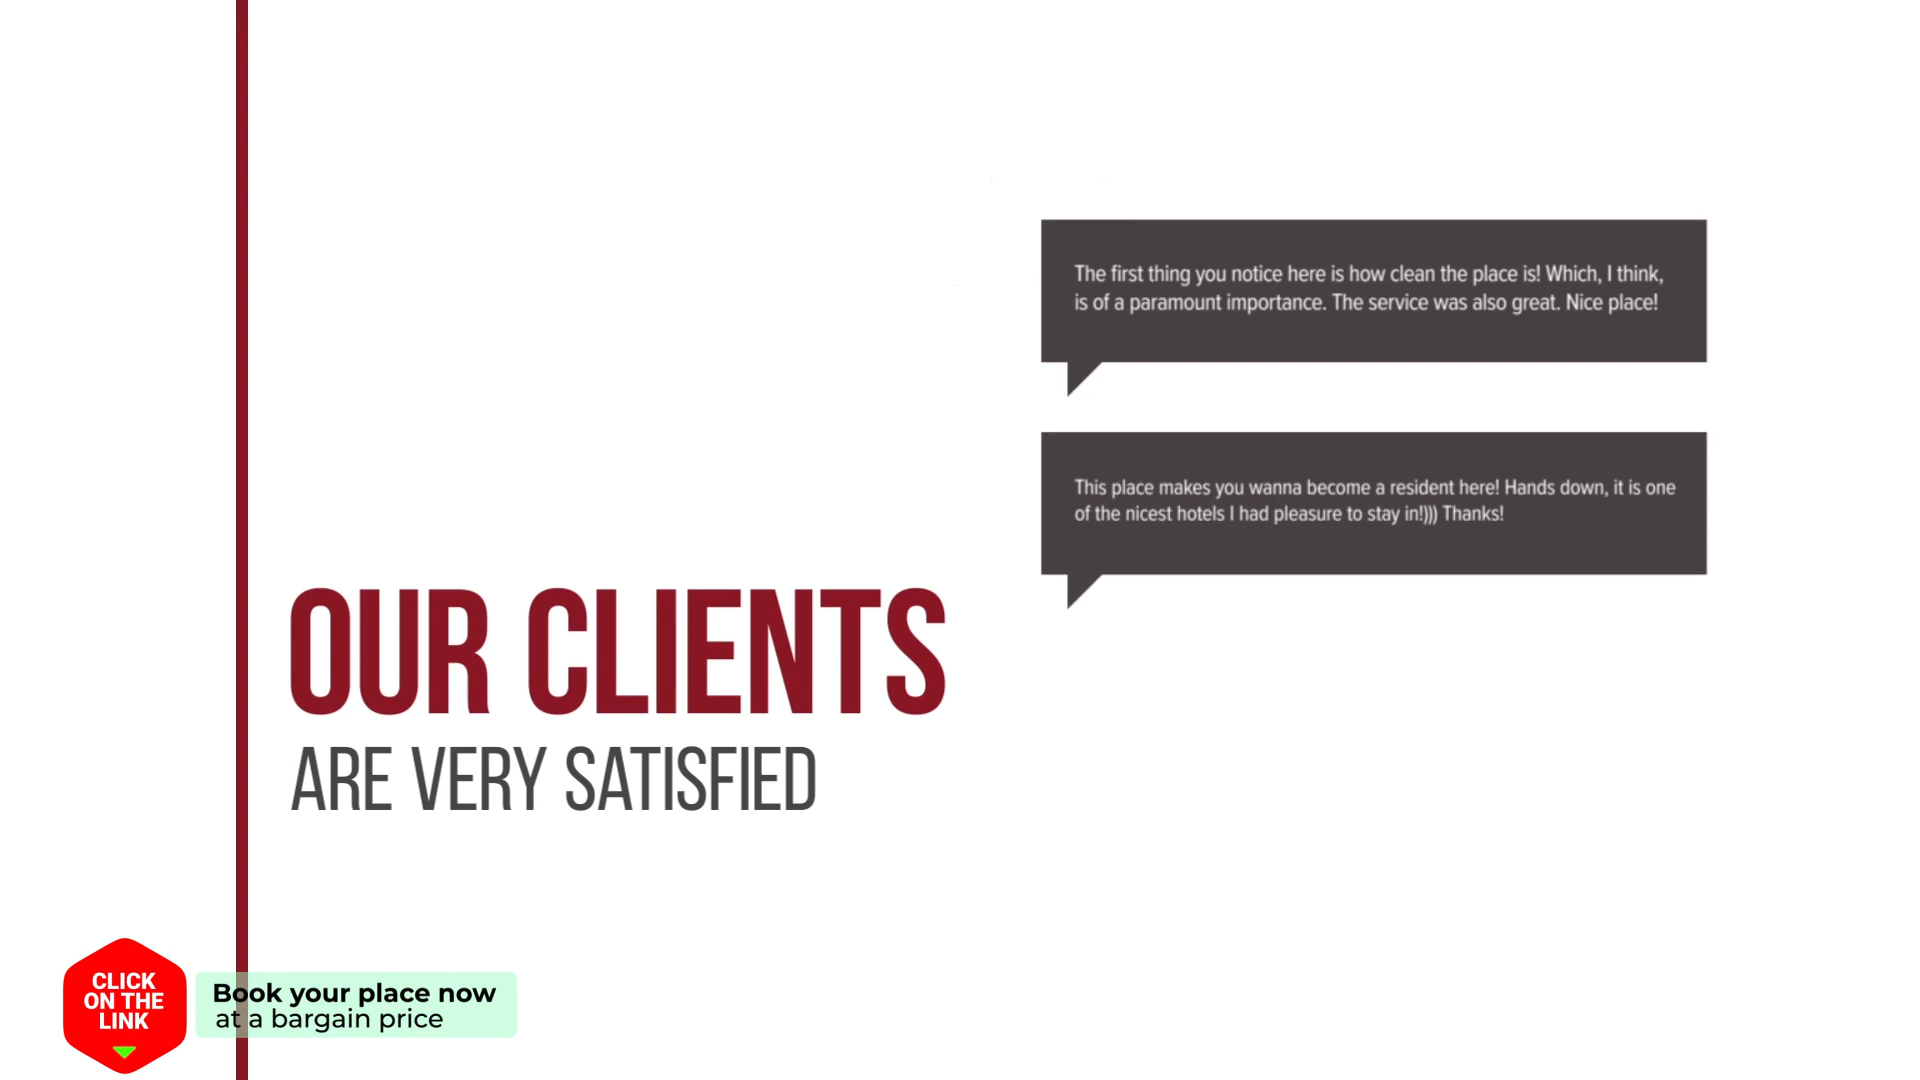 The first thing you notice here is how clean the place is! Which, I think,
is of a paramount importance. The service was also great. Nice place!
This place makes you wanna become a resident here! Hands down, it is one
of the nicest hotels I had pleasure to stay in!))) Thanks!
OUR CLIENTS
ARE VERY SATISFIED
CLICK
ON THE
LINK
Book your place now
at a bargain price